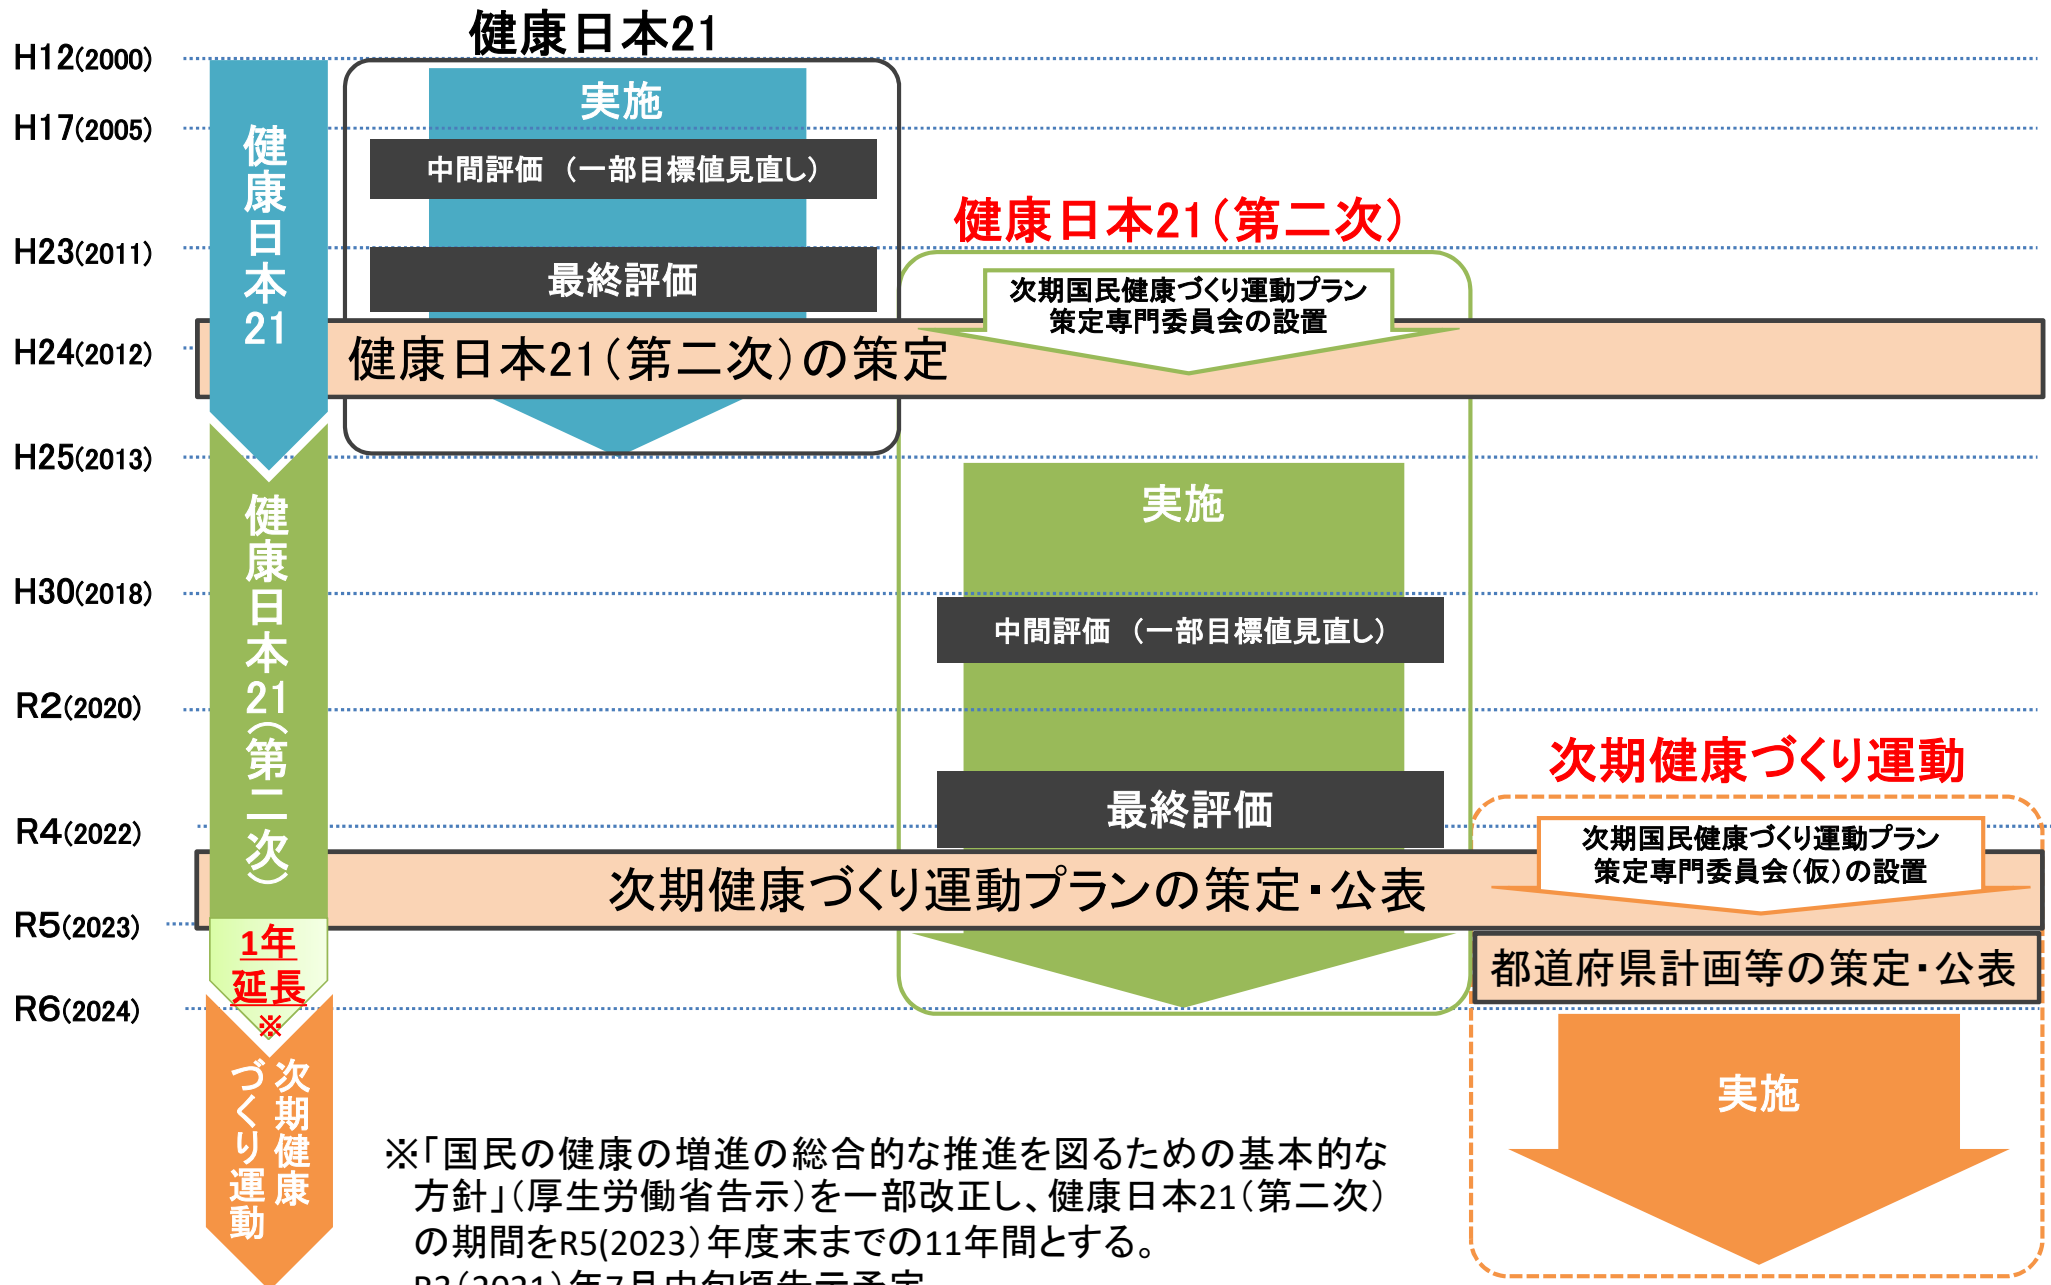 健康日本21
H12(2000)
H17(2005)
H23(2011)
H24(2012)
H25(2013)
H30(2018)
R2(2020)
R4(2022)
R5(2023)
R6(2024)
健康日本21
健康日本21(第二次)
1年
延長
※
次期健康
づくり運動
実施
中間評価 (一部目標値見直し)
最終評価
健康日本21(第二次)の策定
健康日本21(第二次)
次期国民健康づくり運動プラン
策定専門委員会の設置
実施
中間評価 (一部目標値見直し)
最終評価
次期健康づくり運動プランの策定・公表
次期健康づくり運動
次期国民健康づくり運動プラン
策定専門委員会(仮)の設置
都道府県計画等の策定・公表
実施
※「国民の健康の増進の総合的な推進を図るための基本的な
方針」(厚生労働省告示)を一部改正し、健康日本21(第二次)
の期間をR5(2023)年度末までの11年間とする。
R3(2021)年7月中旬頃告示予定